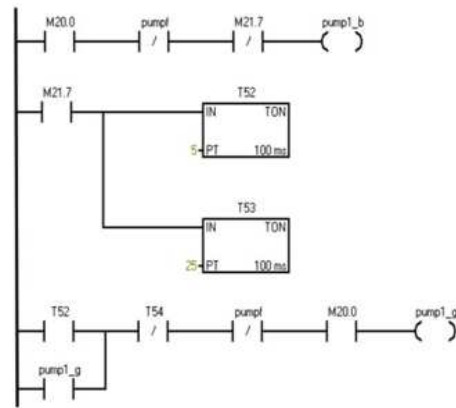 M20.0 pumpf M21.7 pump1_b
M21.7 T52
IN TON
5 PT 100 ms
T53
IN TON
25 PT 100 ms
T52 T54 pumpf M20.0 pump1_g
pump1_g